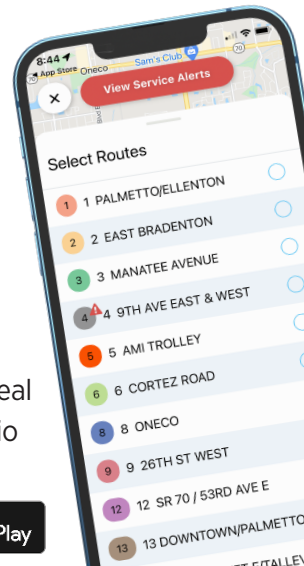 8:44
App Store
Oneco
Sam's Club
70
70
View Service Alerts
Select Routes
1 1 PALMETTO/ELLENTON
2 2 EAST BRADENTON
3 3 MANATEE AVENUE
4 4 9TH AVE EAST & WEST
5 5 AMI TROLLEY
6 6 CORTEZ ROAD
8 8 ONECO
9 9 26TH ST WEST
12 12 SR 70 / 53RD AVE E
13 13 DOWNTOWN/PALMETTO
eal
io
Play